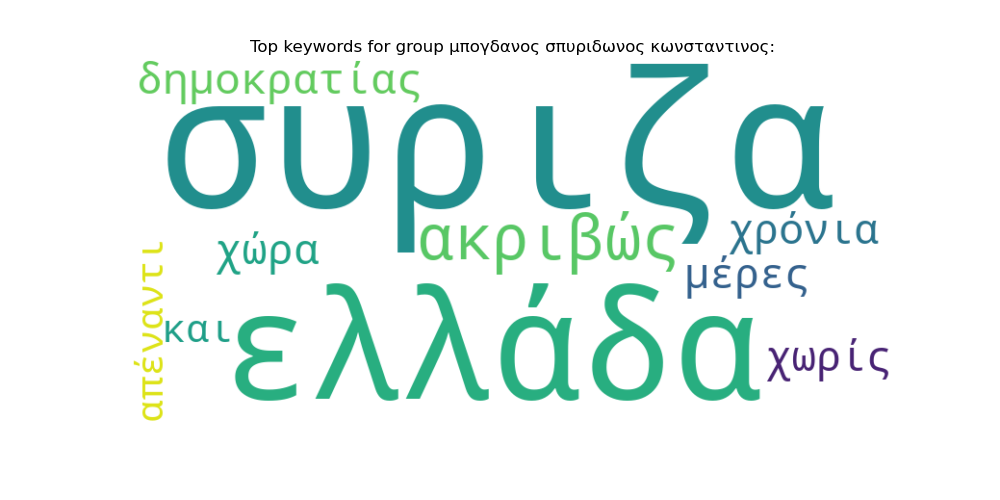 Top keywords for group μπογδανος σπυριδωνος κωνσταντινος:
δημοκρατίας
συριζα
ακριβώς
χρόνια
χώρα
μέρες
απέναντι
και
ελλάδα
χωρίς